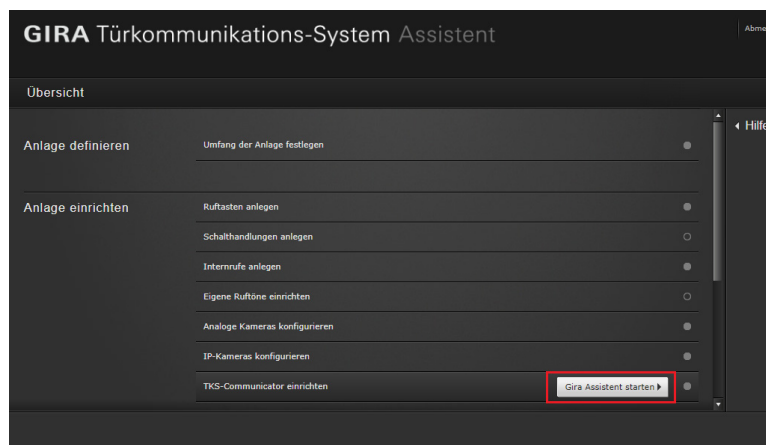 GIRA Türkommunikations-System Assistent
Übersicht
Anlage definieren
Umfang der Anlage festlegen
Hilfe
Anlage einrichten
Ruftasten anlegen
Schalthandlungen anlegen
Internrufe anlegen
Eigene Ruftöne einrichten
Analoge Kameras konfigurieren
IP-Kameras konfigurieren
TKS-Communicator einrichten
Gira Assistent starten